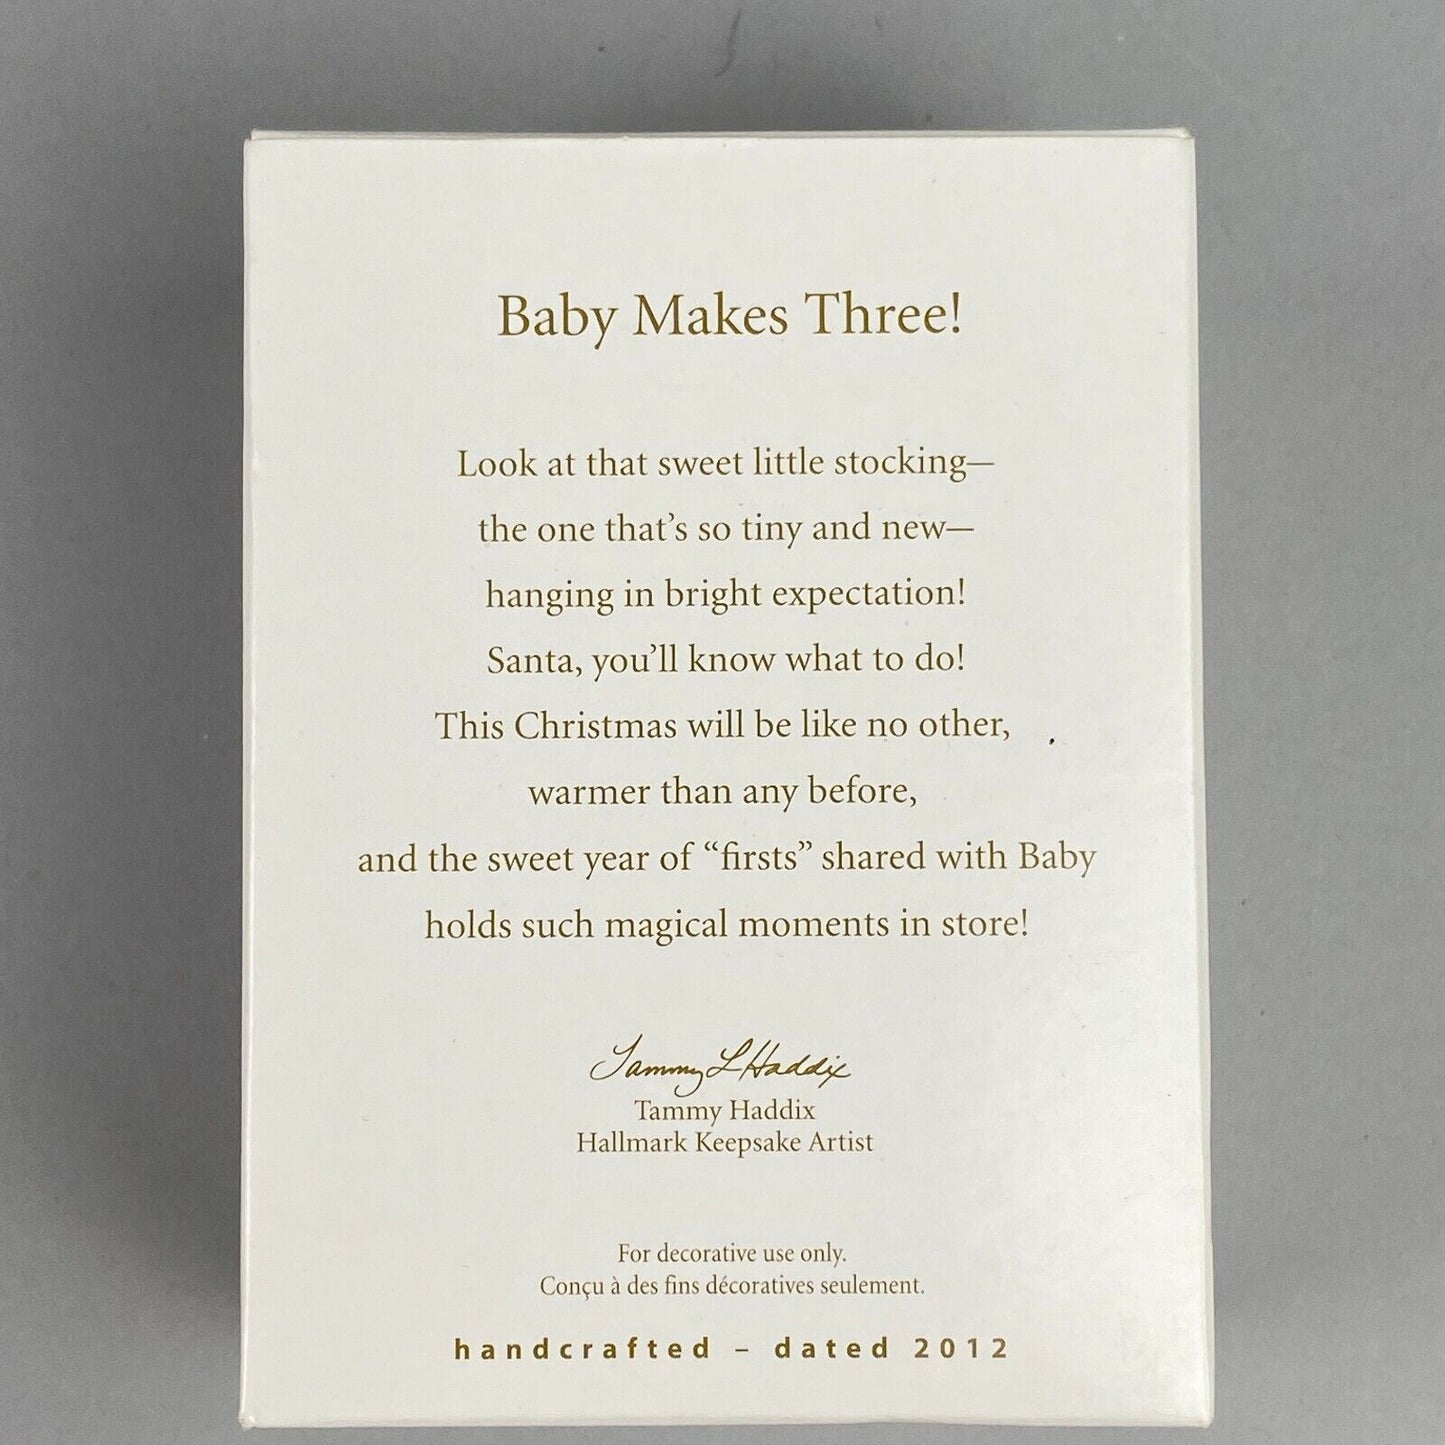 Baby Makes Three!
Look at that sweet little stocking—
the one that’s so tiny and new—
hanging in bright expectation!
Santa, you’ll know what to do!
This Christmas will be like no other,
warmer than any before,
and the sweet year of “firsts” shared with Baby
holds such magical moments in store!
Tammy L Haddix
Tammy Haddix
Hallmark Keepsake Artist
For decorative use only.
Conçu à des fins décoratives seulement.
handcrafted – dated 2012